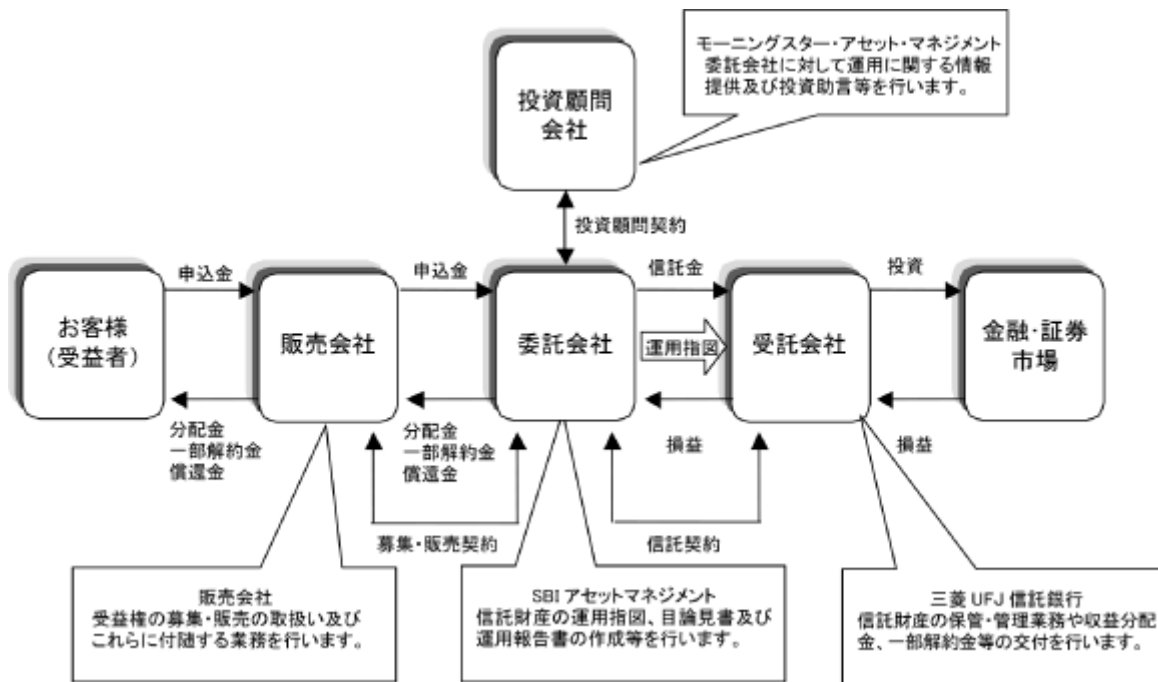 モーニングスター・アセット・マネジメント
委託会社に対して運用に関する情報
提供及び投資助言等を行います。
投資顧問
会社
投資顧問契約
申込金
申込金
信託金
投資
お客様
(受益者)
販売会社
委託会社
運用指図
受託会社
金融・証券
市場
分配金
一部解約金
償還金
分配金
一部解約金
償還金
損益
損益
募集・販売契約
信託契約
販売会社
受益権の募集・販売の取扱い及び
これらに付随する業務を行います。
SBIアセットマネジメント
信託財産の運用指図、目論見書及び
運用報告書の作成等を行います。
三菱UFJ信託銀行
信託財産の保管・管理業務や収益分配
金、一部解約金等の交付を行います。